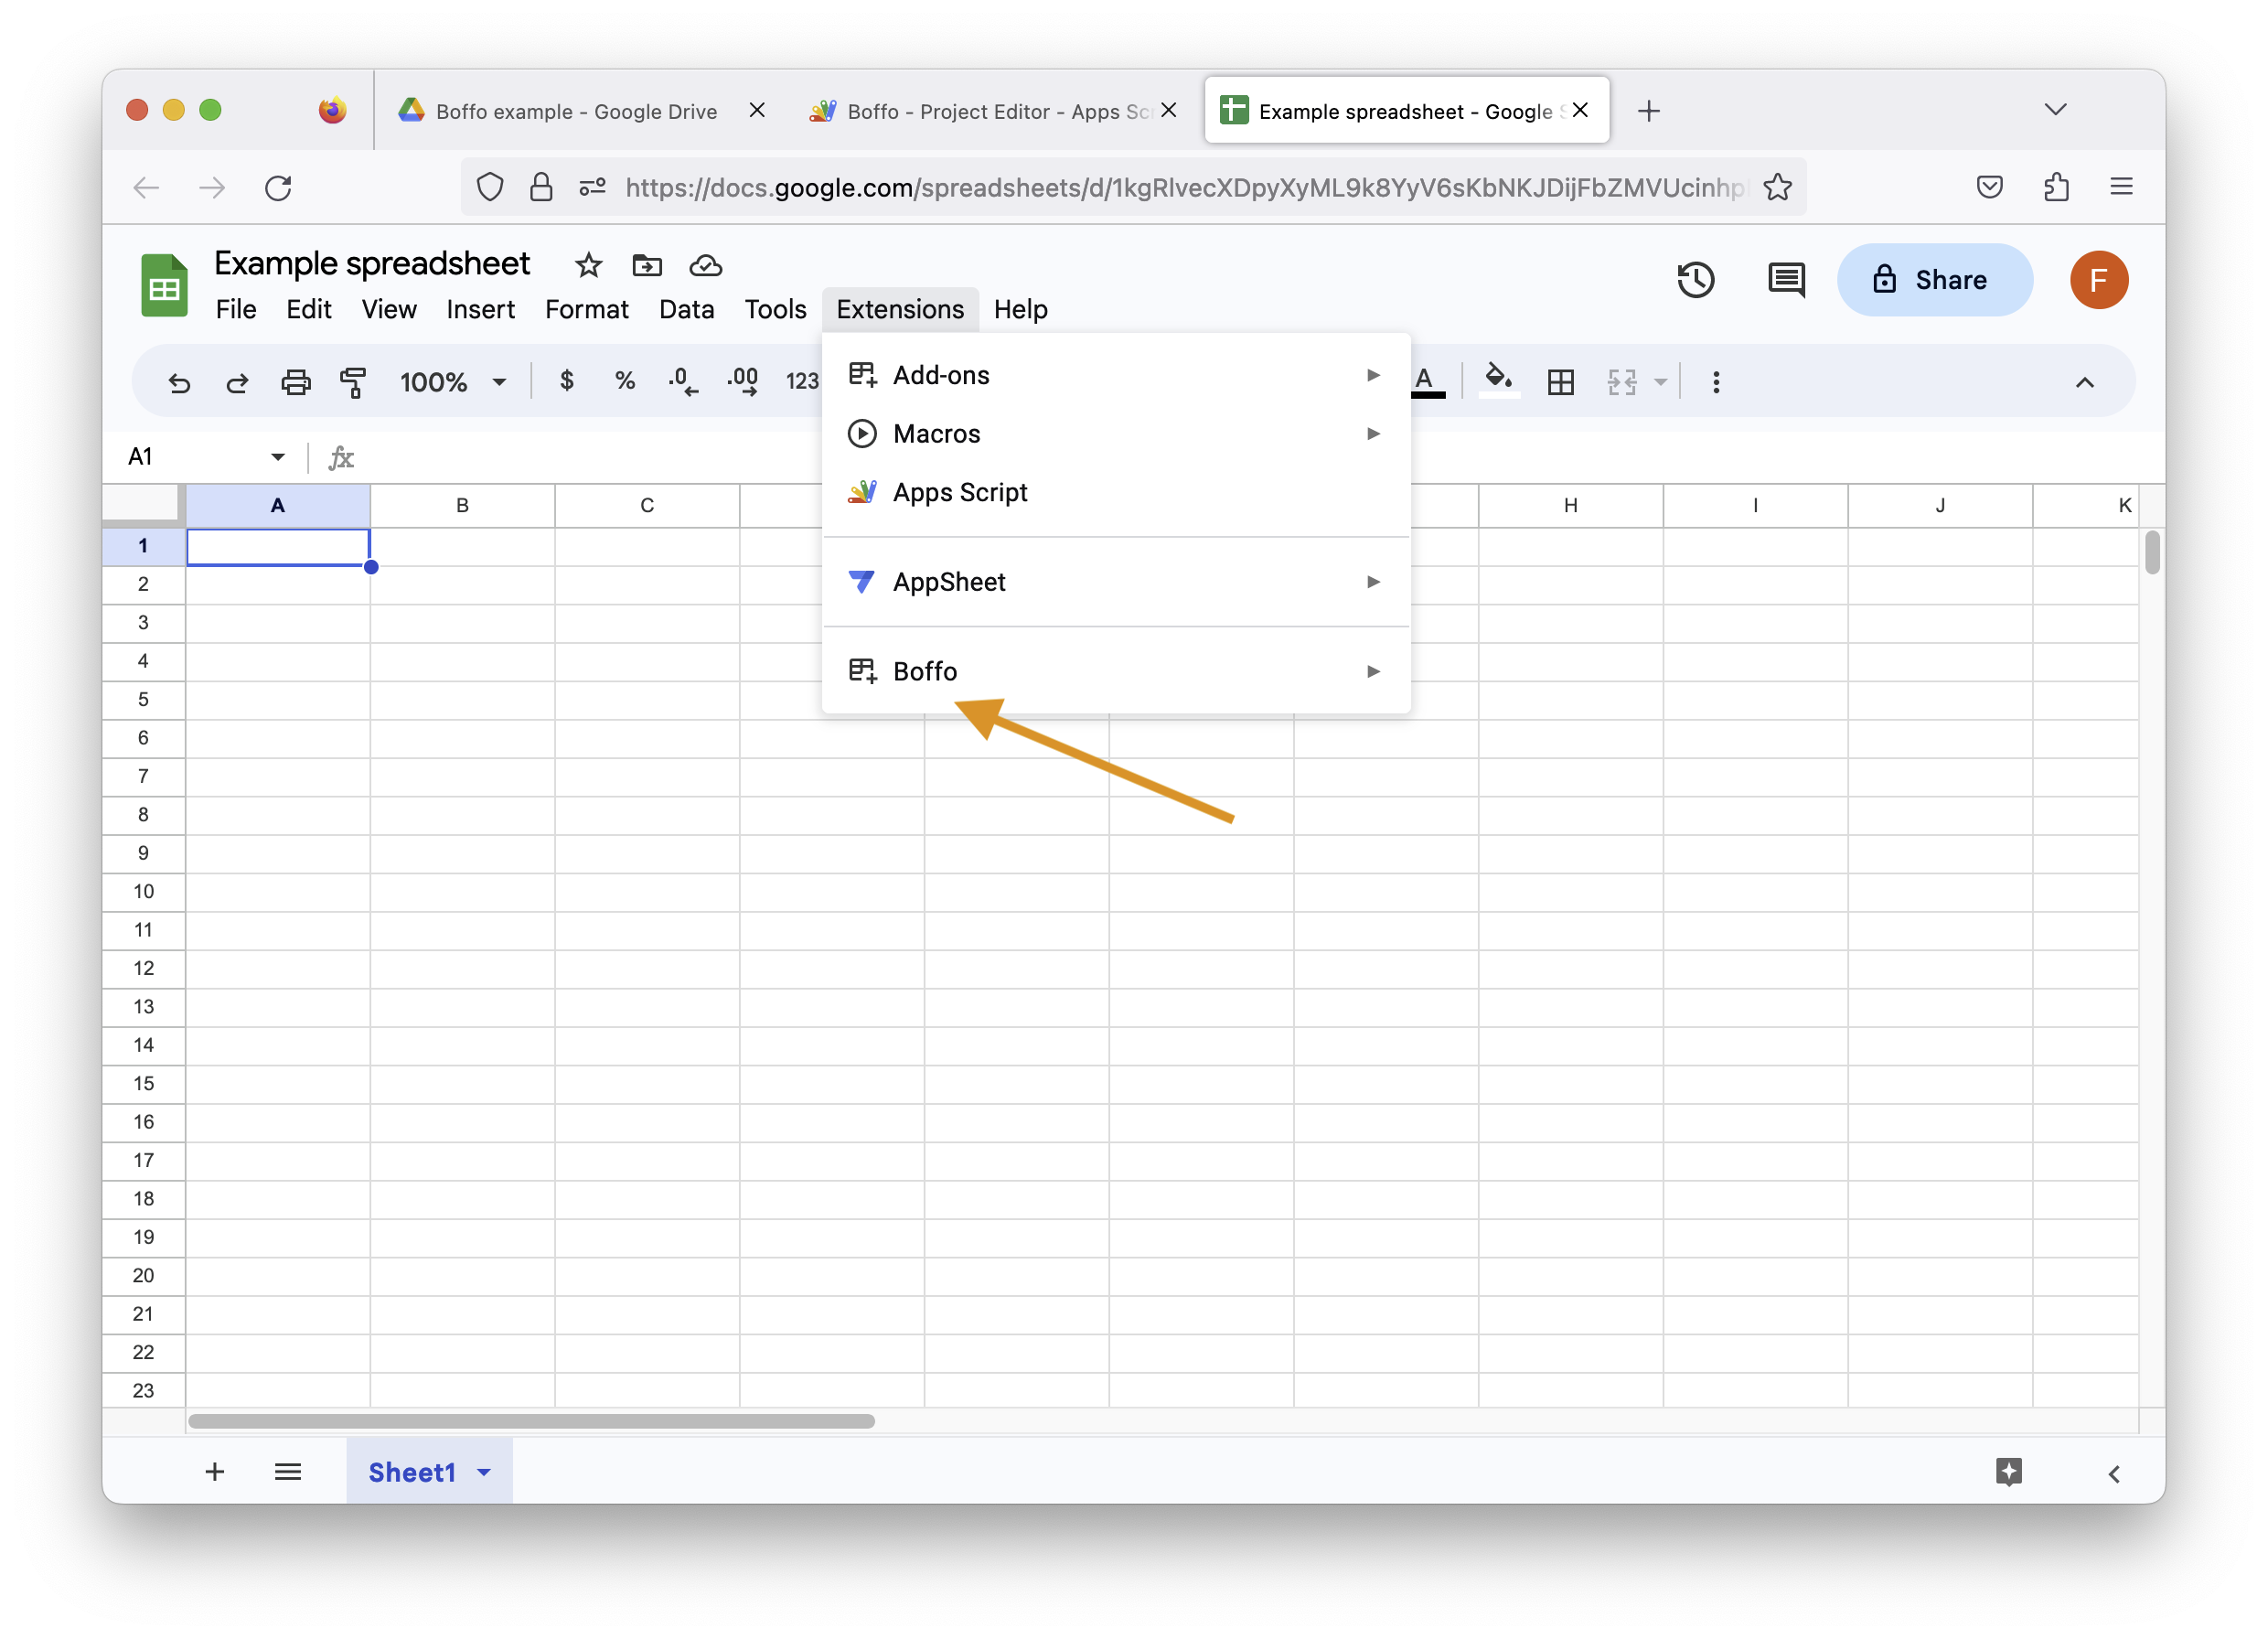 Boffo example - Google Drive
Boffo - Project Editor - Apps Sc
Example spreadsheet - Google S
https://docs.google.com/spreadsheets/d/1kgRlvecXDpyXyML9k8YyV6sKbNKJDijFbZMVUcinhp
Example spreadsheet
File Edit View Insert Format Data Tools Extensions Help
Share
F
100% $ % .0 .00 123
A
Add-ons
Macros
Apps Script
AppSheet
Boffo
A1
fx
A B C H I J K
1
2
3
4
5
6
7
8
9
10
11
12
13
14
15
16
17
18
19
20
21
22
23
Sheet1